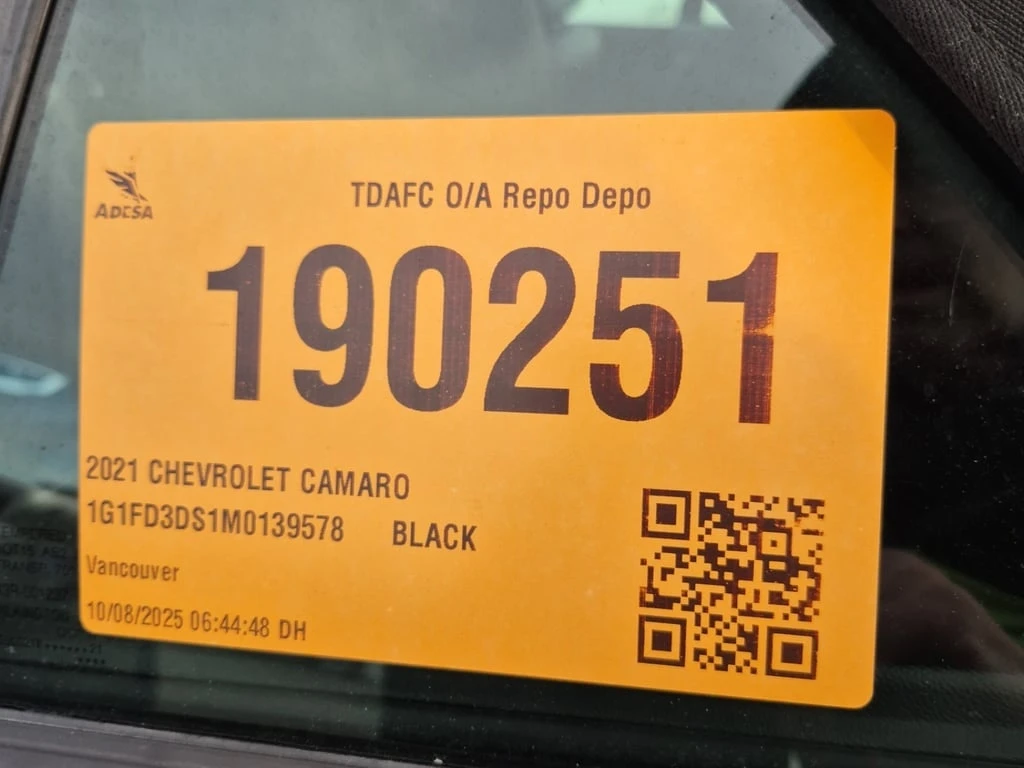 ADESA
TDAFC O/A Repo Depo
190251
2021 CHEVROLET CAMARO
1G1FD3DS1M0139578 BLACK
Vancouver
10/08/2025 06:44:48 DH